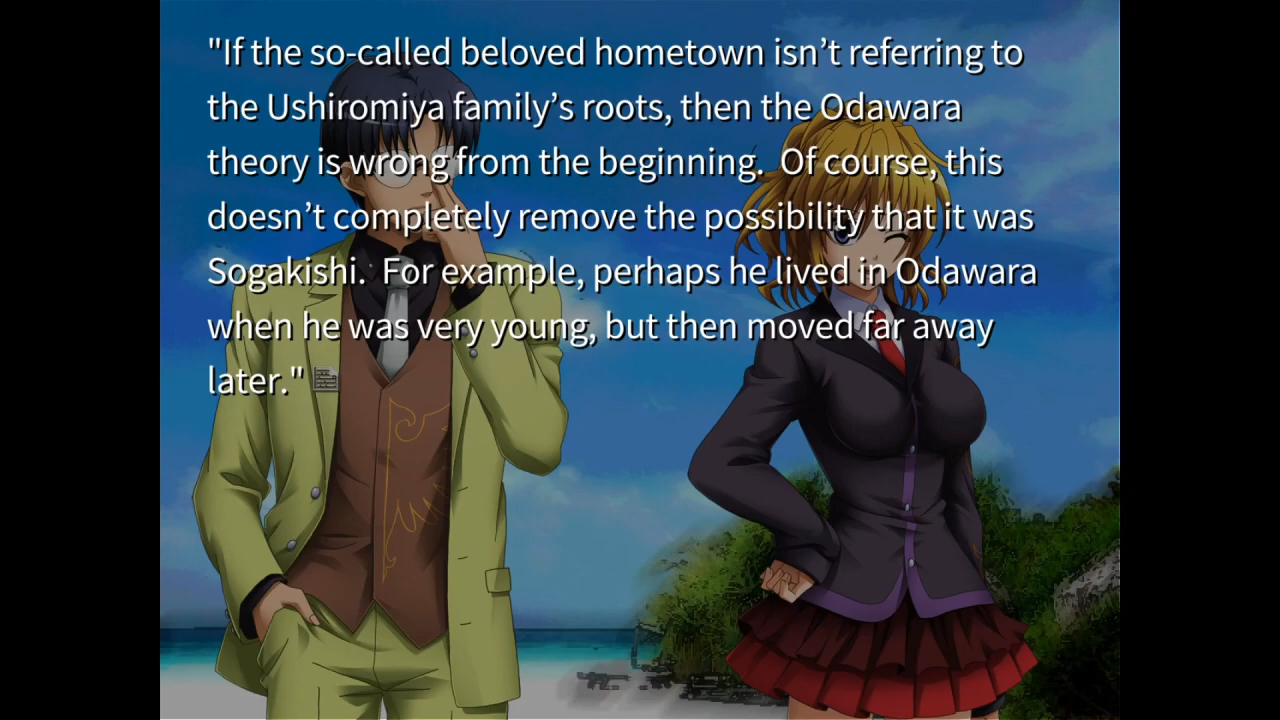 "If the so-called beloved hometown isn’t referring to
the Ushiromiya family’s roots, then the Odawara
theory is wrong from the beginning.  Of course, this
doesn’t completely remove the possibility that it was
Sogakishi.  For example, perhaps he lived in Odawara
when he was very young, but then moved far away
later."